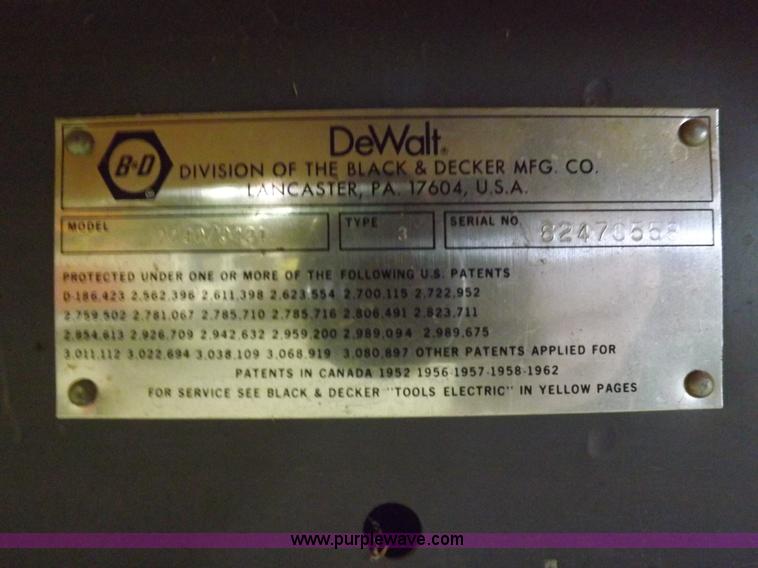 B&D
®
DeWalt®
DIVISION OF THE BLACK & DECKER MFG. CO.
LANCASTER, PA. 17604, U.S.A.
MODEL
TYPE 3
SERIAL NO.
PROTECTED UNDER ONE OR MORE OF THE FOLLOWING U.S. PATENTS
D-186,423 2,562,396 2,611,398 2,623,554 2,700,115 2,722,952
2,759,502 2,781,067 2,785,710 2,785,716 2,806,491 2,823,711
2,854,613 2,926,709 2,942,632 2,959,200 2,989,094 2,989,675
3,011,112 3,022,694 3,038,109 3,068,919 3,080,897 OTHER PATENTS APPLIED FOR
PATENTS IN CANADA 1952 1956-1957-1958-1962
FOR SERVICE SEE BLACK & DECKER "TOOLS ELECTRIC" IN YELLOW PAGES
www.purplewave.com